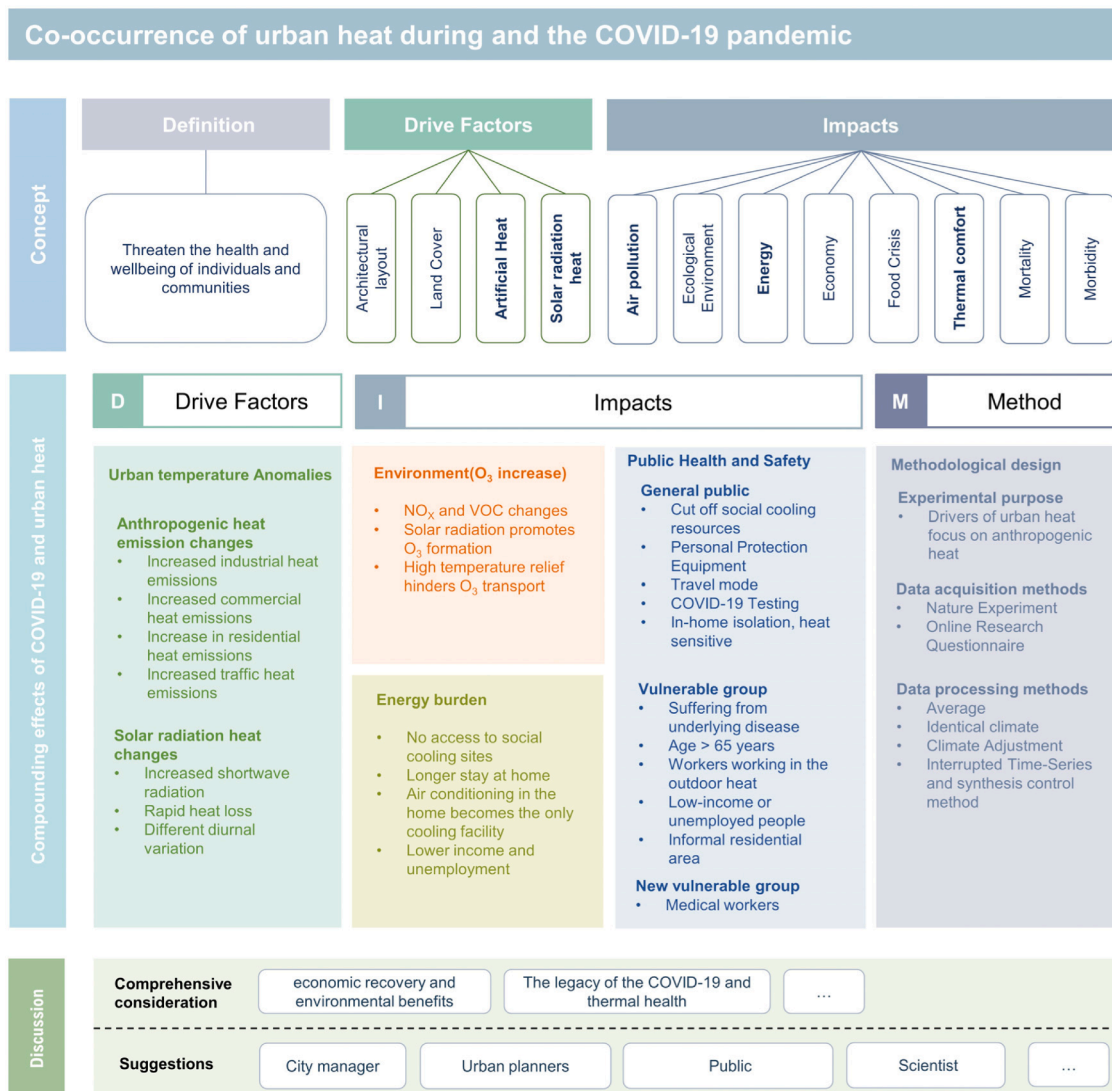 Co-occurrence of urban heat during and the COVID-19 pandemic
Concept
Definition
Threaten the health and
wellbeing of individuals and
communities
Drive Factors
Architectural
layout
Land Cover
Artificial Heat
Solar radiation
heat
Impacts
Air pollution
Ecological
Environment
Energy
Economy
Food Crisis
Thermal comfort
Mortality
Morbidity
Compounding effects of COVID-19 and urban heat
D
Drive Factors
Urban temperature Anomalies
Anthropogenic heat
emission changes
• Increased industrial heat
emissions
• Increased commercial
heat emissions
• Increase in residential
heat emissions
• Increased traffic heat
emissions
Solar radiation heat
changes
• Increased shortwave
radiation
• Rapid heat loss
• Different diurnal
variation
I
Impacts
Environment(O₃ increase)
• NOₓ and VOC changes
• Solar radiation promotes
O₃ formation
• High temperature relief
hinders O₃ transport
Energy burden
• No access to social
cooling sites
• Longer stay at home
• Air conditioning in the
home becomes the only
cooling facility
• Lower income and
unemployment
Public Health and Safety
General public
• Cut off social cooling
resources
• Personal Protection
Equipment
• Travel mode
• COVID-19 Testing
• In-home isolation, heat
sensitive
Vulnerable group
• Suffering from
underlying disease
• Age > 65 years
• Workers working in the
outdoor heat
• Low-income or
unemployed people
• Informal residential
area
New vulnerable group
• Medical workers
M
Method
Methodological design
Experimental purpose
• Drivers of urban heat
focus on anthropogenic
heat
Data acquisition methods
• Nature Experiment
• Online Research
Questionnaire
Data processing methods
• Average
• Identical climate
• Climate Adjustment
• Interrupted Time-Series
and synthesis control
method
Discussion
Comprehensive
consideration
economic recovery and
environmental benefits
The legacy of the COVID-19 and
thermal health
...
Suggestions
City manager
Urban planners
Public
Scientist
...